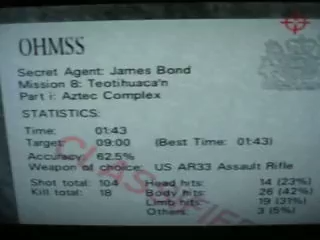 OHMSS
Secret Agent: James Bond
Mission 8: Teotihuaca'n
Part i: Aztec Complex
STATISTICS:
Time: 01:43
Target: 09:00 (Best Time: 01:43)
Accuracy: 62.5%
Weapon of choice: US AR33 Assault Rifle
Shot total: 104 Head hits: 14 (23%)
Kill total: 18 Body hits: 26 (42%)
Limb hits: 19 (31%)
Others: 3 (5%)
CLASSIFIED